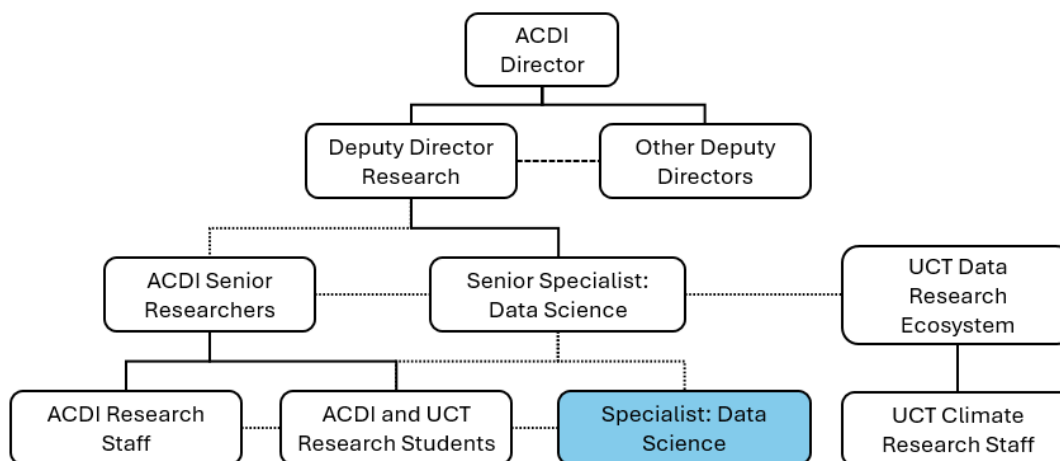 ACDI
Director
Deputy Director
Research
Other Deputy
Directors
ACDI Senior
Researchers
Senior Specialist:
Data Science
UCT Data
Research
Ecosystem
ACDI Research
Staff
ACDI and UCT
Research Students
Specialist: Data
Science
UCT Climate
Research Staff